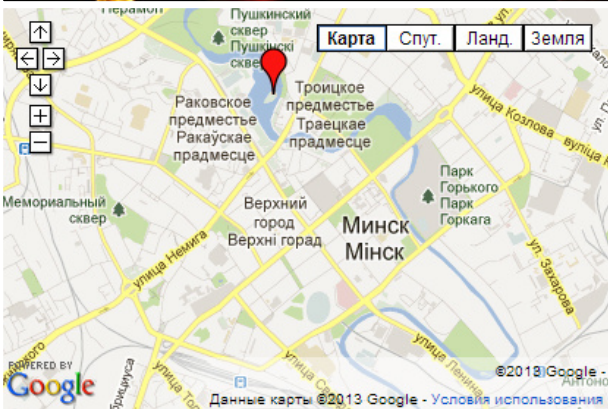 Пушкинский
сквер
Пушкінскі
Карта
Спут.
Ланд.
Земля
Раковское
предместье
Ракаўскае
прадмесце
Троицкое
предместье
Траецкае
прадмесце
улица Козлова
вуліца
Парк
Горького
Парк
Горкага
Мемориальный
сквер
Верхний
город
Верхні горад
Минск
Мінск
улица Немига
ул. Захарова
улица Ленина
POWERED BY
Google
©2013 Google -
Данные карты ©2013 Google - Условия использования